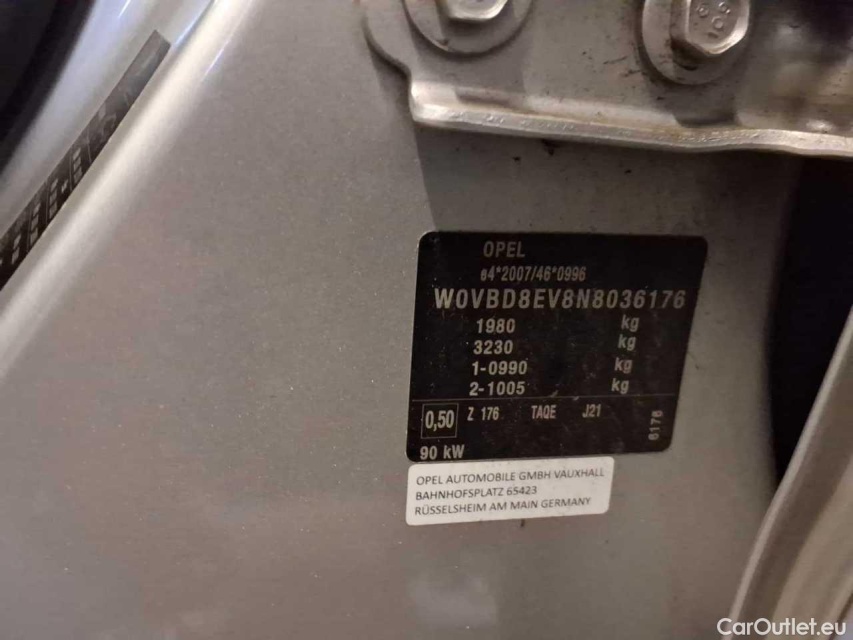 OPEL
e4*2007/46*0996
W0VBD8EV8N8036176
1980 kg
3230 kg
1-0990 kg
2-1005 kg
0,50 Z 176 TAQE J21
6176
90 kW
OPEL AUTOMOBILE GMBH VAUXHALL
BAHNHOFSPLATZ 65423
RÜSSELSHEIM AM MAIN GERMANY
CarOutlet.eu